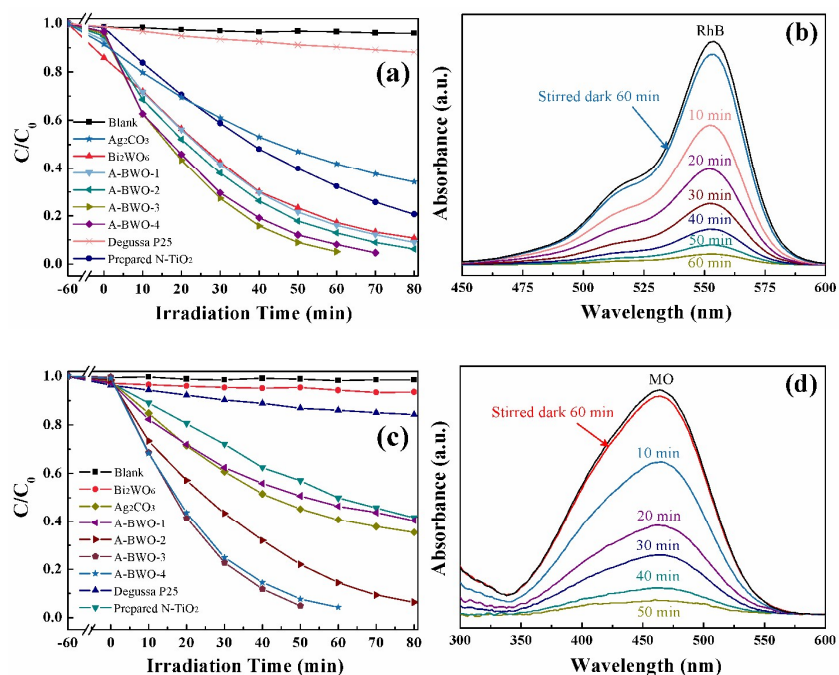 (a)
C/C₀
1.0
0.8
0.6
0.4
0.2
0.0
Blank
Ag₂CO₃
Bi₂WO₆
A-BWO-1
A-BWO-2
A-BWO-3
A-BWO-4
Degussa P25
Prepared N-TiO₂
-60 0 10 20 30 40 50 60 70 80
Irradiation Time (min)
(b)
Absorbance (a.u.)
RhB
Stirred dark 60 min
10 min
20 min
30 min
40 min
50 min
60 min
450 475 500 525 550 575 600
Wavelength (nm)
(c)
C/C₀
1.0
0.8
0.6
0.4
0.2
0.0
Blank
Bi₂WO₆
Ag₂CO₃
A-BWO-1
A-BWO-2
A-BWO-3
A-BWO-4
Degussa P25
Prepared N-TiO₂
-60 0 10 20 30 40 50 60 70 80
Irradiation Time (min)
(d)
Absorbance (a.u.)
MO
Stirred dark 60 min
10 min
20 min
30 min
40 min
50 min
300 350 400 450 500 550 600
Wavelength (nm)